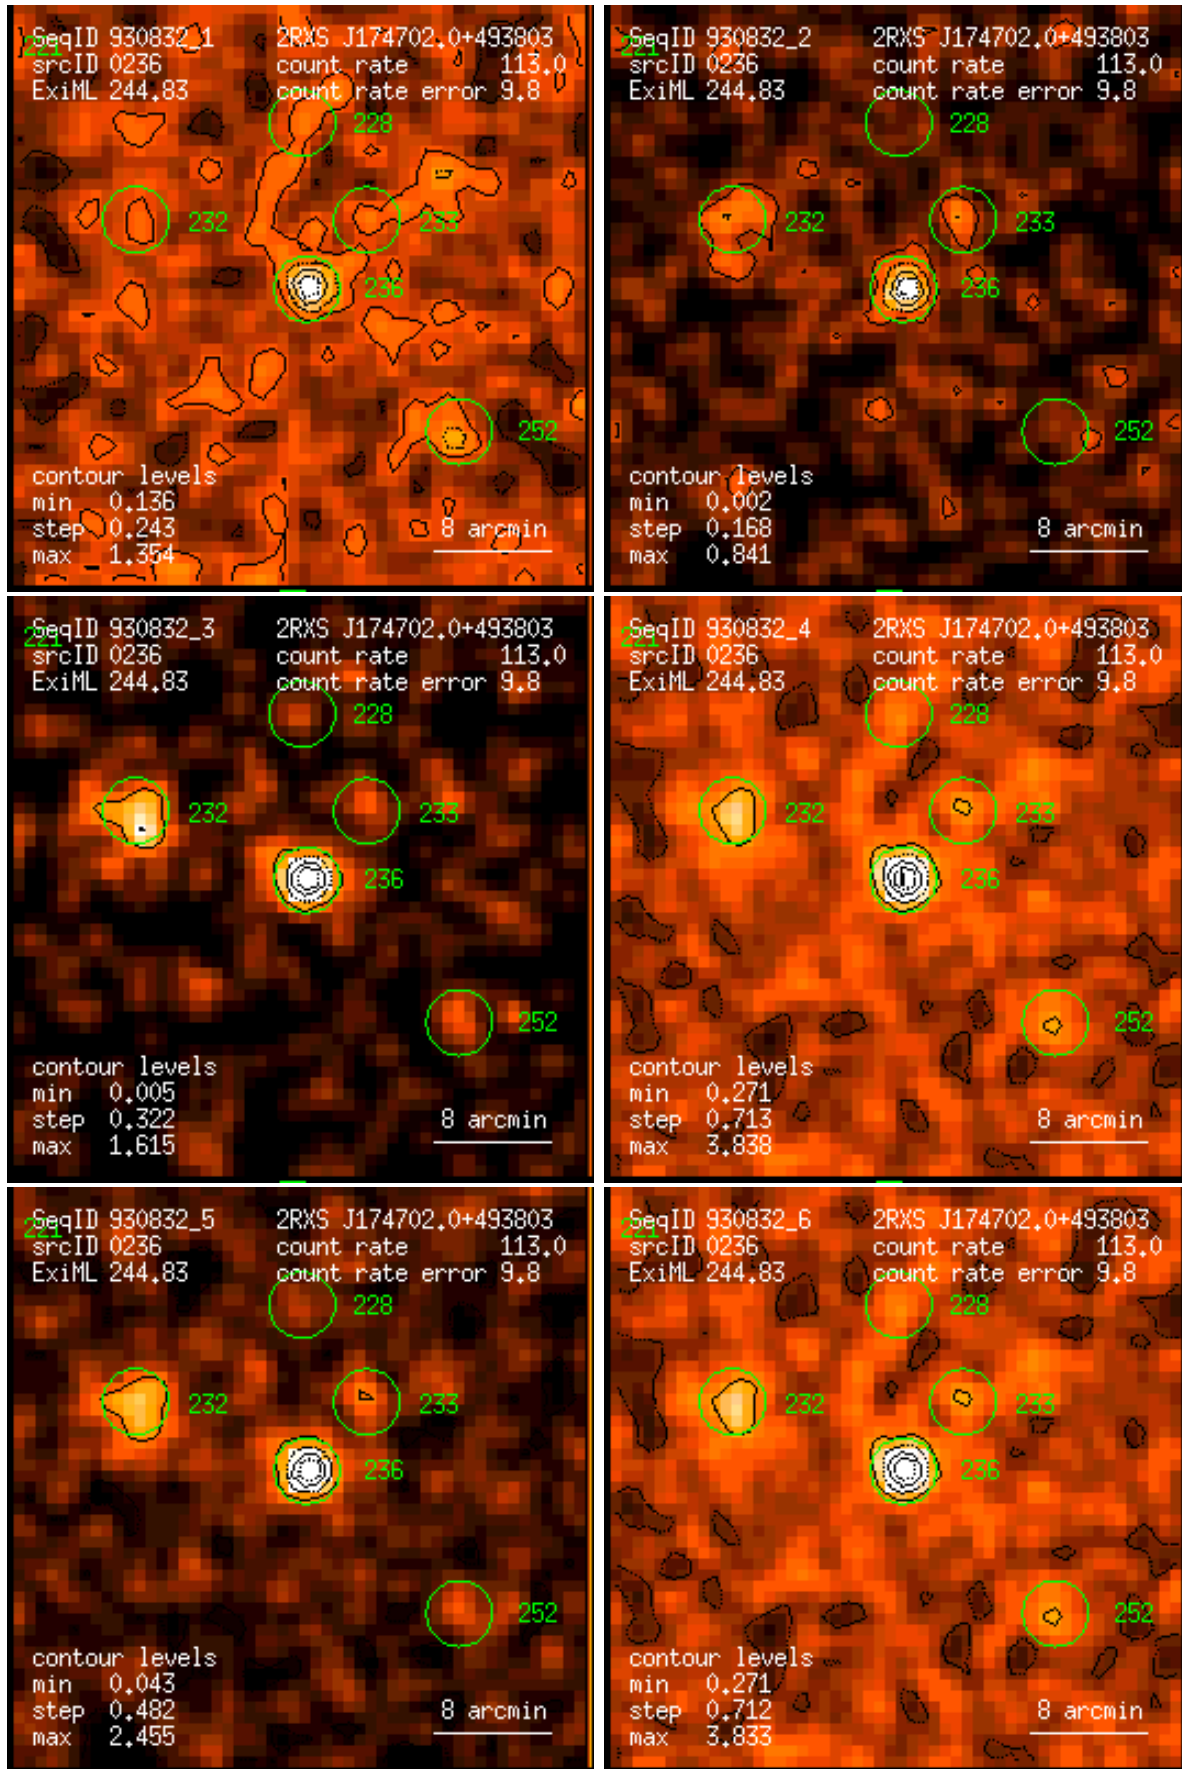 221
SeqID 930832_1 2RXS J174702.0+493803
srcID 0236 count rate 113.0
ExiML 244.83 count rate error 9.8
228
232
233
236
252
contour levels
min 0.136
step 0.243
max 1.354
8 arcmin
221
SeqID 930832_2 2RXS J174702.0+493803
srcID 0236 count rate 113.0
ExiML 244.83 count rate error 9.8
228
232
233
236
252
contour levels
min 0.002
step 0.168
max 0.841
8 arcmin
221
SeqID 930832_3 2RXS J174702.0+493803
srcID 0236 count rate 113.0
ExiML 244.83 count rate error 9.8
228
232
233
236
252
contour levels
min 0.005
step 0.322
max 1.615
8 arcmin
221
SeqID 930832_4 2RXS J174702.0+493803
srcID 0236 count rate 113.0
ExiML 244.83 count rate error 9.8
228
232
233
236
252
contour levels
min 0.271
step 0.713
max 3.838
8 arcmin
221
SeqID 930832_5 2RXS J174702.0+493803
srcID 0236 count rate 113.0
ExiML 244.83 count rate error 9.8
228
232
233
236
252
contour levels
min 0.043
step 0.482
max 2.455
8 arcmin
221
SeqID 930832_6 2RXS J174702.0+493803
srcID 0236 count rate 113.0
ExiML 244.83 count rate error 9.8
228
232
233
236
252
contour levels
min 0.271
step 0.712
max 3.833
8 arcmin